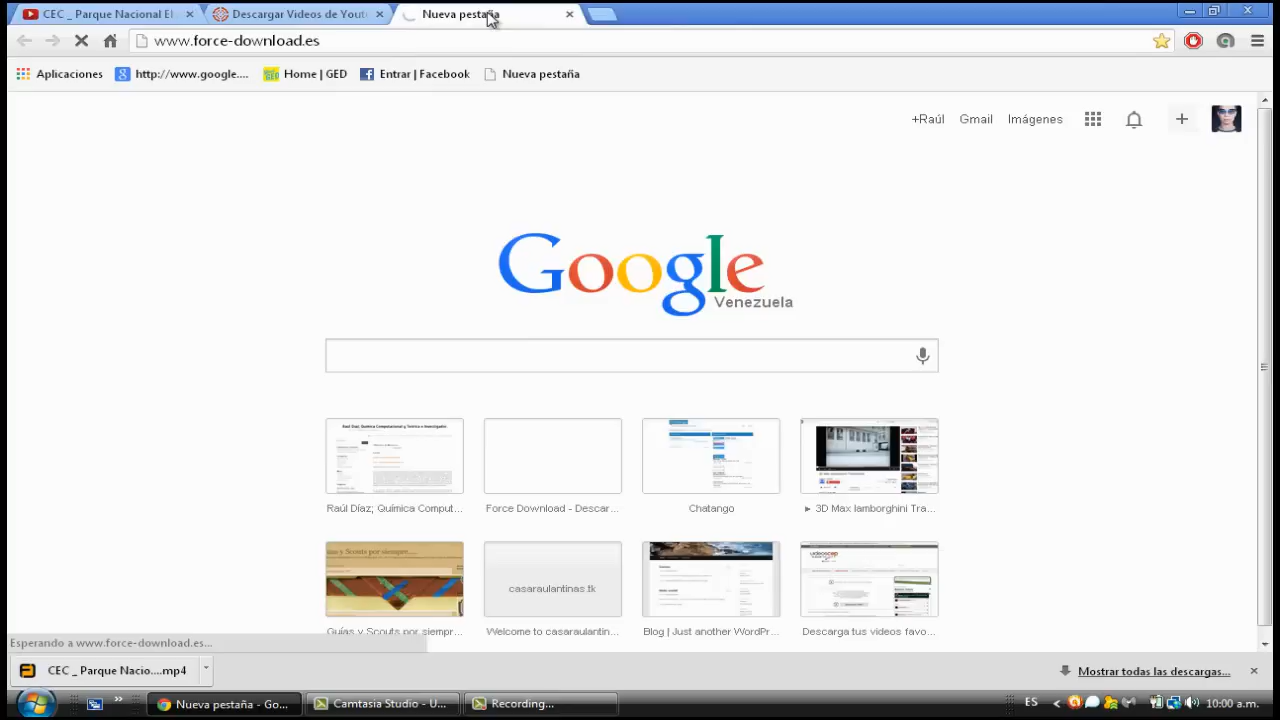 CEC _ Parque Nacional El
Descargar Videos de Yout
Nueva pestaña
www.force-download.es
Aplicaciones
http://www.google....
Home | GED
Entrar | Facebook
Nueva pestaña
+Raúl
Gmail
Imágenes
Google
Venezuela
Raúl Díaz; Química Comput...
Force Download - Descar...
Chatango
► 3D Max lamborghini Tra...
casaraulantinas.tk
Guías y Scouts por siempr...
Welcome to casaraulantin...
Blog | Just another WordPr...
Descarga tus videos favo...
Esperando a www.force-download.es...
CEC _ Parque Nacio....mp4
Mostrar todas las descargas...
Nueva pestaña - Go...
Camtasia Studio - U...
Recording...
ES
10:00 a.m.